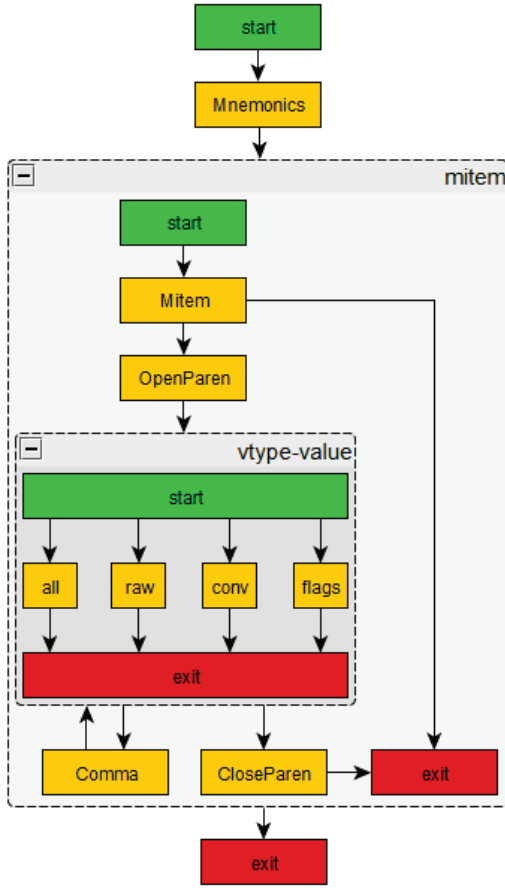 start
Mnemonics
mitem
start
Mitem
OpenParen
vtype-value
start
all raw conv flags
exit
Comma CloseParen exit
exit